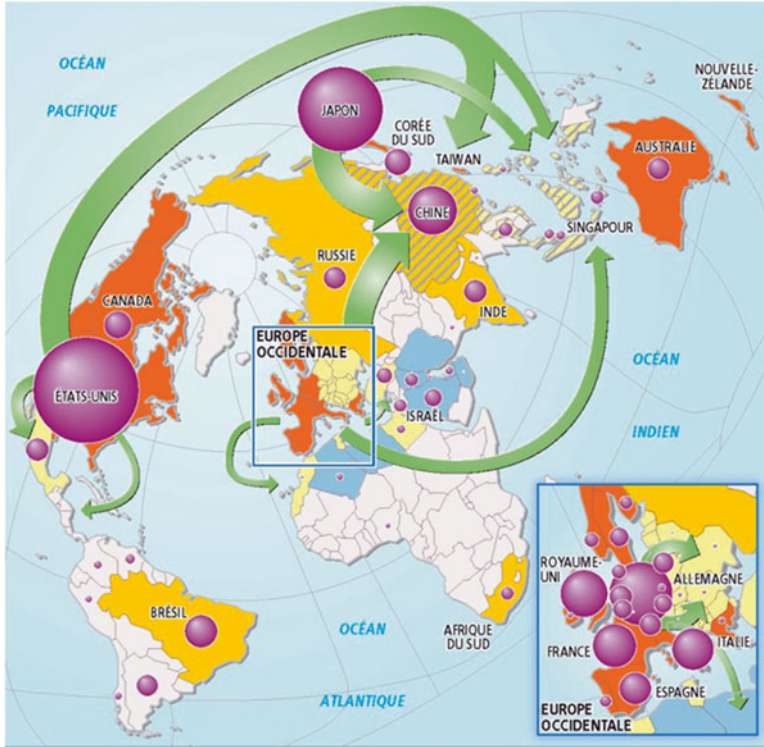 OCÉAN
PACIFIQUE
JAPON
CORÉE
DU SUD
TAIWAN
NOUVELLE-
ZÉLANDE
AUSTRALIE
CHINE
SINGAPOUR
RUSSIE
INDE
CANADA
EUROPE
OCCIDENTALE
ÉTATS-UNIS
ISRAËL
OCÉAN
INDIEN
BRÉSIL
AFRIQUE
DU SUD
OCÉAN
ATLANTIQUE
ROYAUME-
UNI
ALLEMAGNE
FRANCE
ITALIE
ESPAGNE
EUROPE
OCCIDENTALE